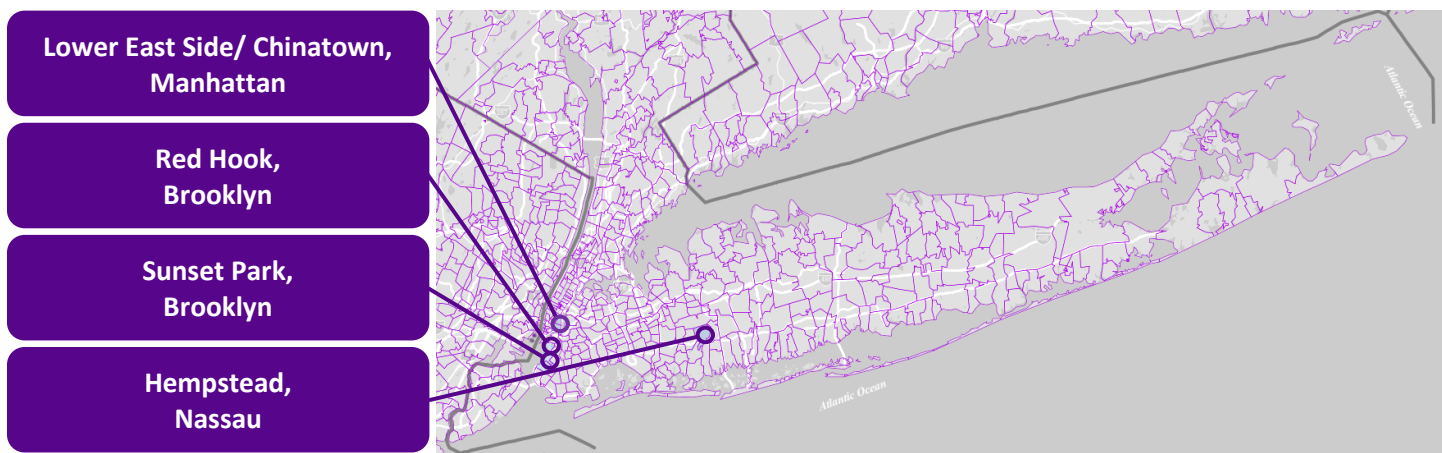 Lower East Side/ Chinatown,
Manhattan
Red Hook,
Brooklyn
Sunset Park,
Brooklyn
Hempstead,
Nassau
Atlantic Ocean
Atlantic Ocean